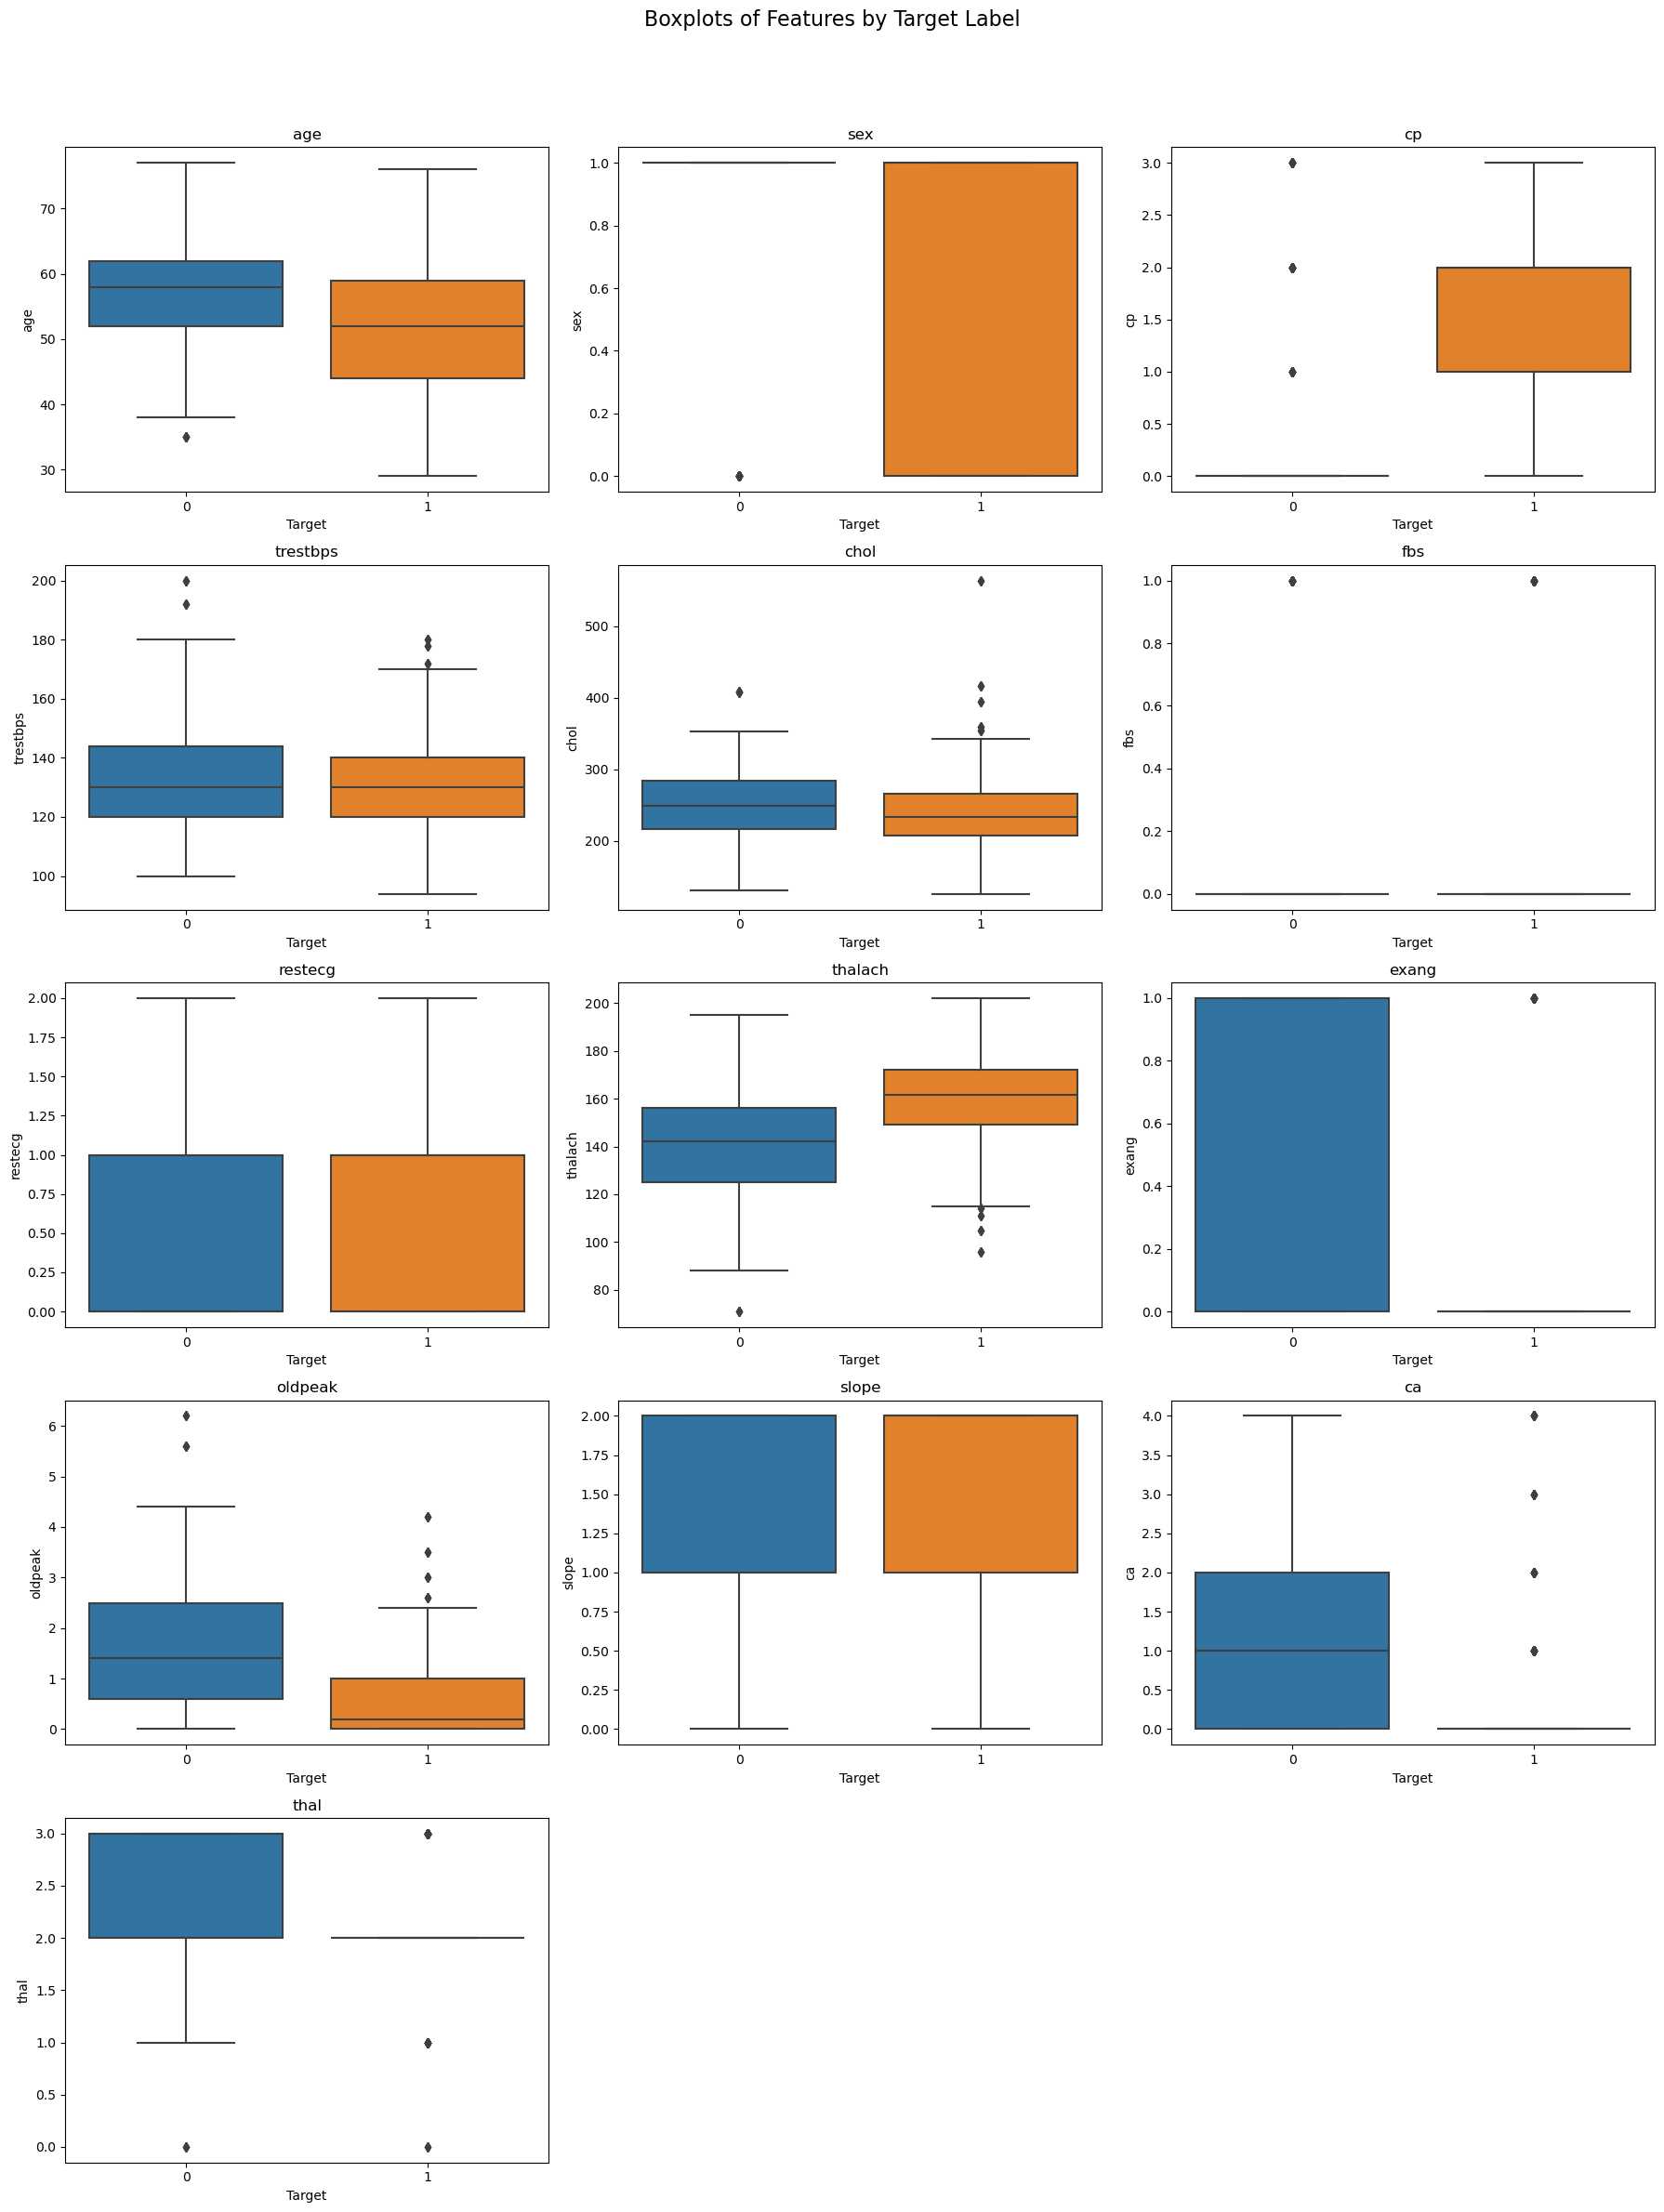 Boxplots of Features by Target Label
age
sex
cp
70
60
50
40
30
age
0
1
Target
1.0
0.8
0.6
0.4
0.2
0.0
sex
0
1
Target
3.0
2.5
2.0
1.5
1.0
0.5
0.0
cp
0
1
Target
trestbps
chol
fbs
200
180
160
140
120
100
trestbps
0
1
Target
500
400
300
200
chol
0
1
Target
1.0
0.8
0.6
0.4
0.2
0.0
fbs
0
1
Target
restecg
thalach
exang
2.00
1.75
1.50
1.25
1.00
0.75
0.50
0.25
0.00
restecg
0
1
Target
200
180
160
140
120
100
80
thalach
0
1
Target
1.0
0.8
0.6
0.4
0.2
0.0
exang
0
1
Target
oldpeak
slope
ca
6
5
4
3
2
1
0
oldpeak
0
1
Target
2.00
1.75
1.50
1.25
1.00
0.75
0.50
0.25
0.00
slope
0
1
Target
4.0
3.5
3.0
2.5
2.0
1.5
1.0
0.5
0.0
ca
0
1
Target
thal
3.0
2.5
2.0
1.5
1.0
0.5
0.0
thal
0
1
Target